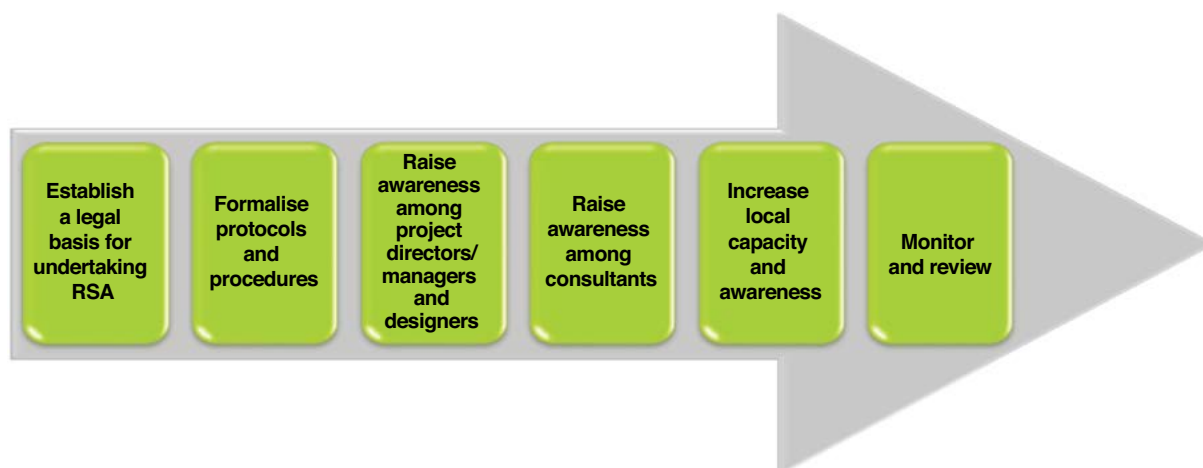 Establish
a legal
basis for
undertaking
RSA
Formalise
protocols
and
procedures
Raise
awareness
among
project
directors/
managers
and
designers
Raise
awareness
among
consultants
Increase
local
capacity
and
awareness
Monitor
and review